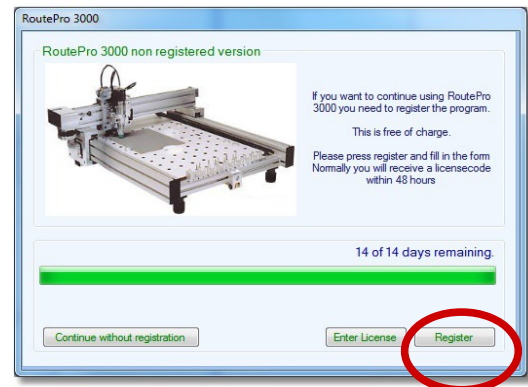 RoutePro 3000
RoutePro 3000 non registered version
If you want to continue using RoutePro
3000 you need to register the program.
This is free of charge.
Please press register and fill in the form
Normally you will receive a licensecode
within 48 hours
14 of 14 days remaining.
Continue without registration
Enter License
Register